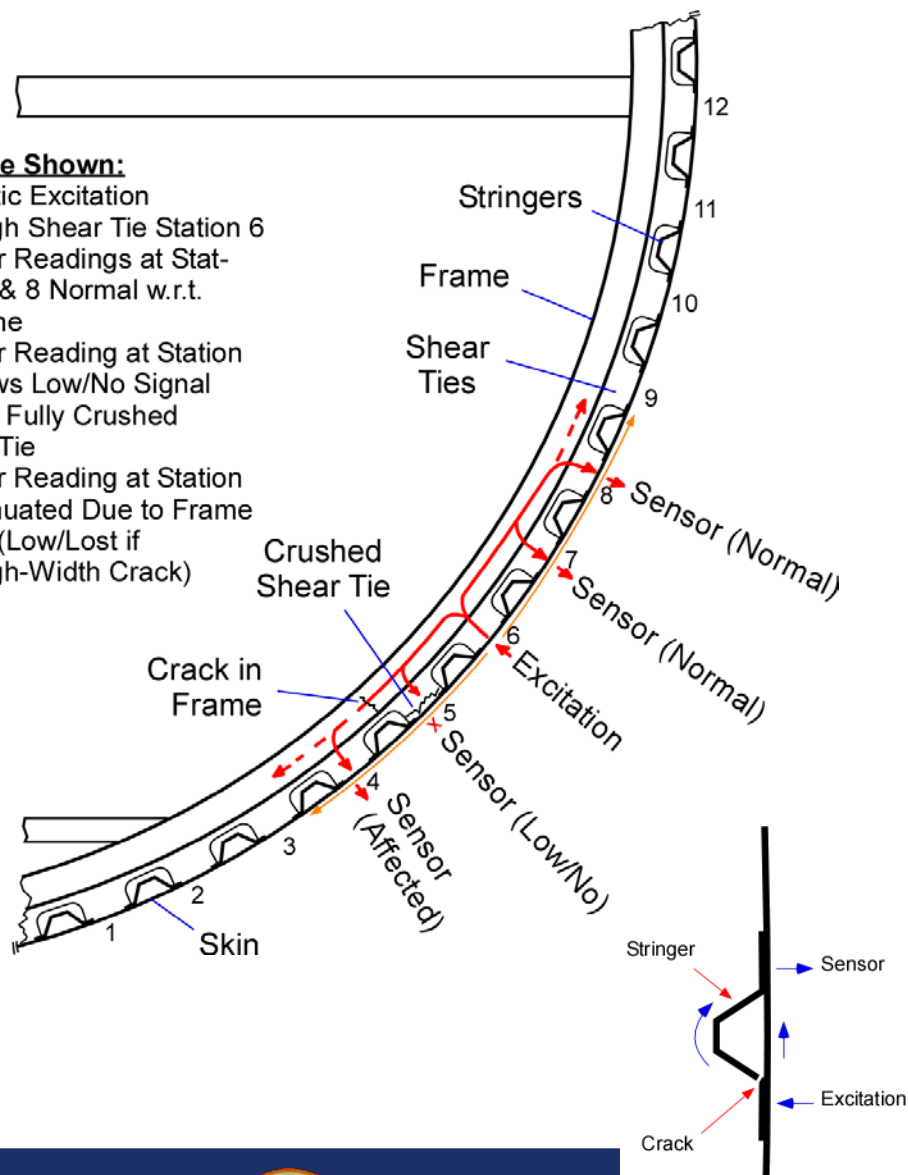 e Shown:
tic Excitation
gh Shear Tie Station 6
r Readings at Stat-
& 8 Normal w.r.t.
ne
r Reading at Station
ws Low/No Signal
Fully Crushed
Tie
r Reading at Station
nuated Due to Frame
(Low/Lost if
gh-Width Crack)
Stringers
Frame
Shear
Ties
12
11
10
9
8
7
6
5
4
3
2
1
Sensor (Normal)
Sensor (Normal)
Excitation
Crushed
Shear Tie
Crack in
Frame
Sensor (Low/No)
Sensor
(Affected)
Skin
Stringer
Sensor
Excitation
Crack